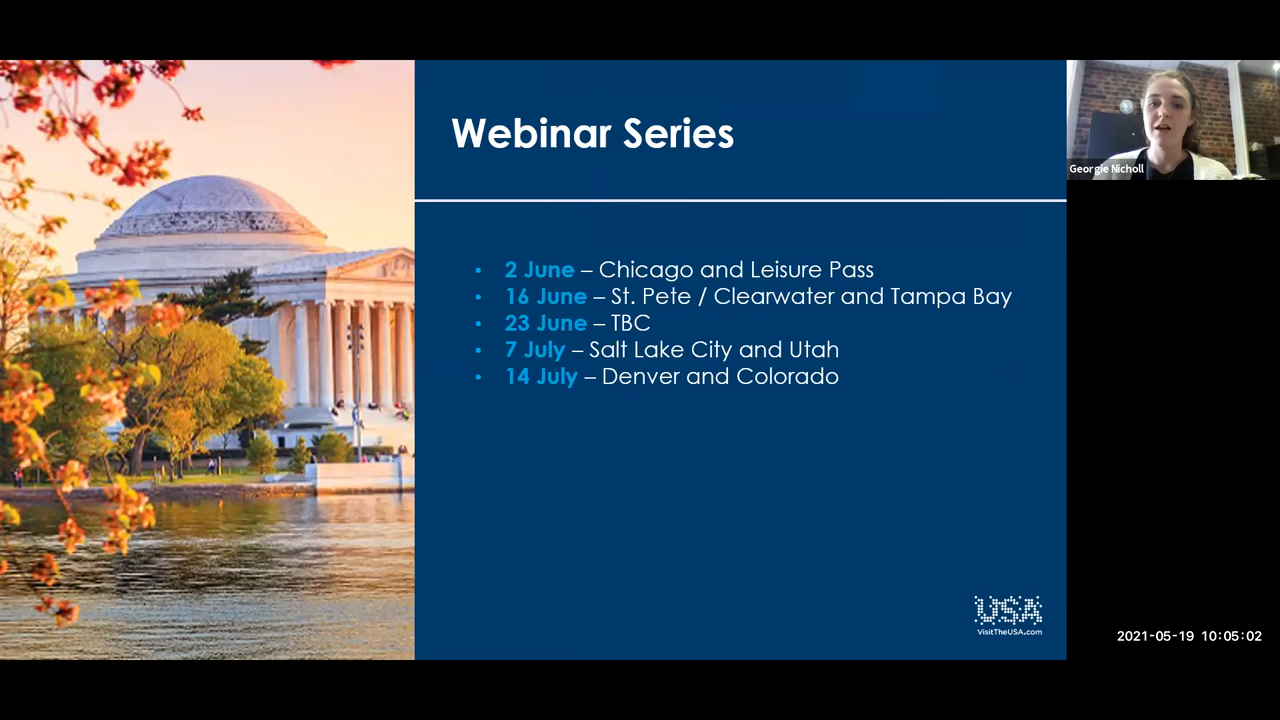 Webinar Series
Georgie Nicholl
• 2 June – Chicago and Leisure Pass
• 16 June – St. Pete / Clearwater and Tampa Bay
• 23 June – TBC
• 7 July – Salt Lake City and Utah
• 14 July – Denver and Colorado
USA
VisitTheUSA.com
2021-05-19 10:05:02